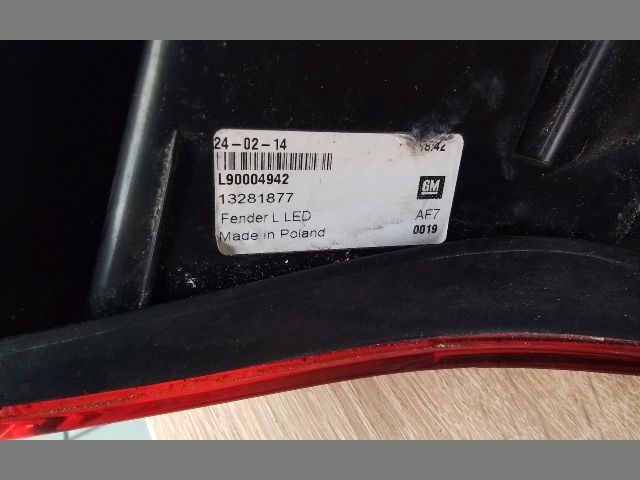 24-02-14
L90004942
13281877 GM
Fender L LED AF7
Made in Poland 0019